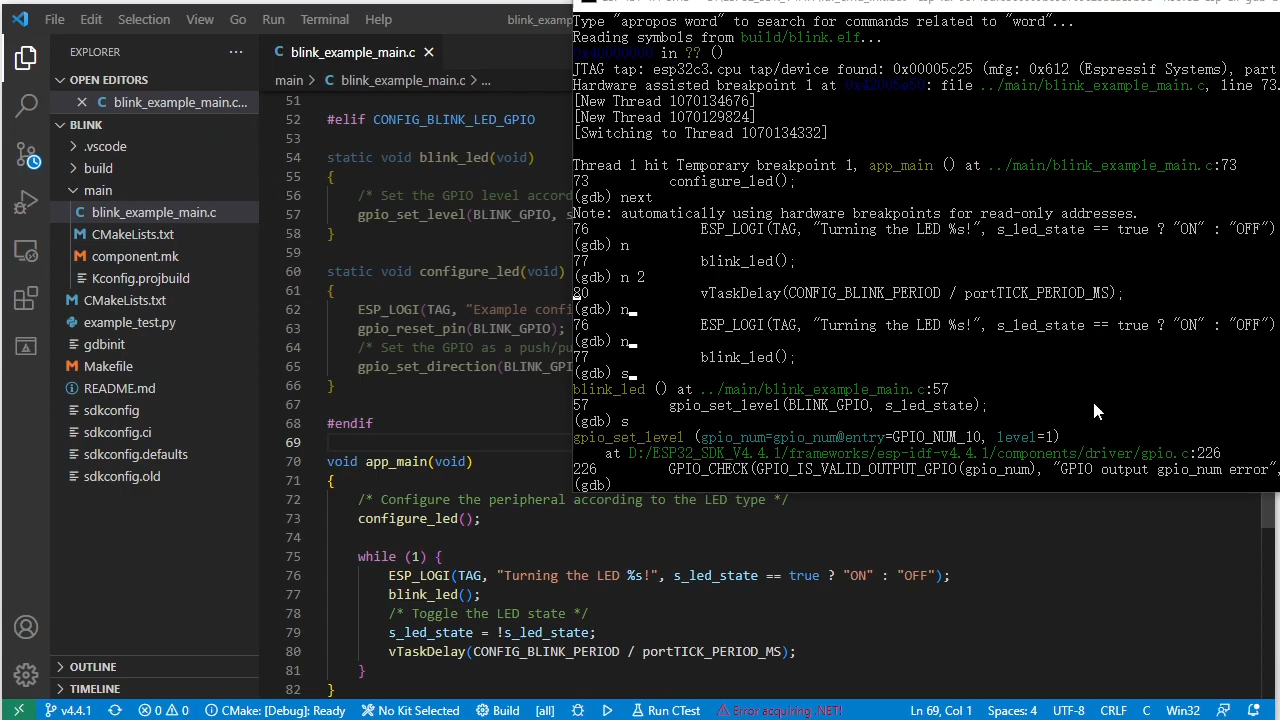 File Edit Selection View Go Run Terminal Help
blink_examp
EXPLORER
OPEN EDITORS
blink_example_main.c...
BLINK
.vscode
build
main
blink_example_main.c
CMakeLists.txt
component.mk
Kconfig.projbuild
CMakeLists.txt
example_test.py
gdbinit
Makefile
README.md
sdkconfig
sdkconfig.ci
sdkconfig.defaults
sdkconfig.old
OUTLINE
TIMELINE
blink_example_main.c
main > blink_example_main.c > ...
51
52 #elif CONFIG_BLINK_LED_GPIO
53
54 static void blink_led(void)
55 {
56 /* Set the GPIO level accord
57 gpio_set_level(BLINK_GPIO, s
58 }
59
60 static void configure_led(void)
61 {
62 ESP_LOGI(TAG, "Example confi
63 gpio_reset_pin(BLINK_GPIO);
64 /* Set the GPIO as a push/pu
65 gpio_set_direction(BLINK_GPI
66 }
67
68 #endif
69
70 void app_main(void)
71 {
72 /* Configure the peripheral according to the LED type */
73 configure_led();
74
75 while (1) {
76 ESP_LOGI(TAG, "Turning the LED %s!", s_led_state == true ? "ON" : "OFF");
77 blink_led();
78 /* Toggle the LED state */
79 s_led_state = !s_led_state;
80 vTaskDelay(CONFIG_BLINK_PERIOD / portTICK_PERIOD_MS);
81 }
82 }
Type "apropos word" to search for commands related to "word"...
Reading symbols from build/blink.elf...
0x40000000 in ?? ()
JTAG tap: esp32c3.cpu tap/device found: 0x00005c25 (mfg: 0x612 (Espressif Systems), part
Hardware assisted breakpoint 1 at : file ../main/blink_example_main.c, line 73.
[New Thread 1070134676]
[New Thread 1070129824]
[Switching to Thread 1070134332]
Thread 1 hit Temporary breakpoint 1, app_main () at ../main/blink_example_main.c:73
73 configure_led();
(gdb) next
Note: automatically using hardware breakpoints for read-only addresses.
76 ESP_LOGI(TAG, "Turning the LED %s!", s_led_state == true ? "ON" : "OFF")
(gdb) n
77 blink_led();
(gdb) n 2
80 vTaskDelay(CONFIG_BLINK_PERIOD / portTICK_PERIOD_MS);
(gdb) n
76 ESP_LOGI(TAG, "Turning the LED %s!", s_led_state == true ? "ON" : "OFF")
(gdb) n
77 blink_led();
(gdb) s
blink_led () at ../main/blink_example_main.c:57
57 gpio_set_level(BLINK_GPIO, s_led_state);
(gdb) s
gpio_set_level (gpio_num=gpio_num@entry=GPIO_NUM_10, level=1)
at D:/ESP32_SDK_V4.4.1/frameworks/esp-idf-v4.4.1/components/driver/gpio.c:226
226 GPIO_CHECK(GPIO_IS_VALID_OUTPUT_GPIO(gpio_num), "GPIO output gpio_num error",
(gdb)
v4.4.1 0 0 CMake: [Debug]: Ready No Kit Selected Build [all] Run CTest Error acquiring .NET! Ln 69, Col 1 Spaces: 4 UTF-8 CRLF C Win32